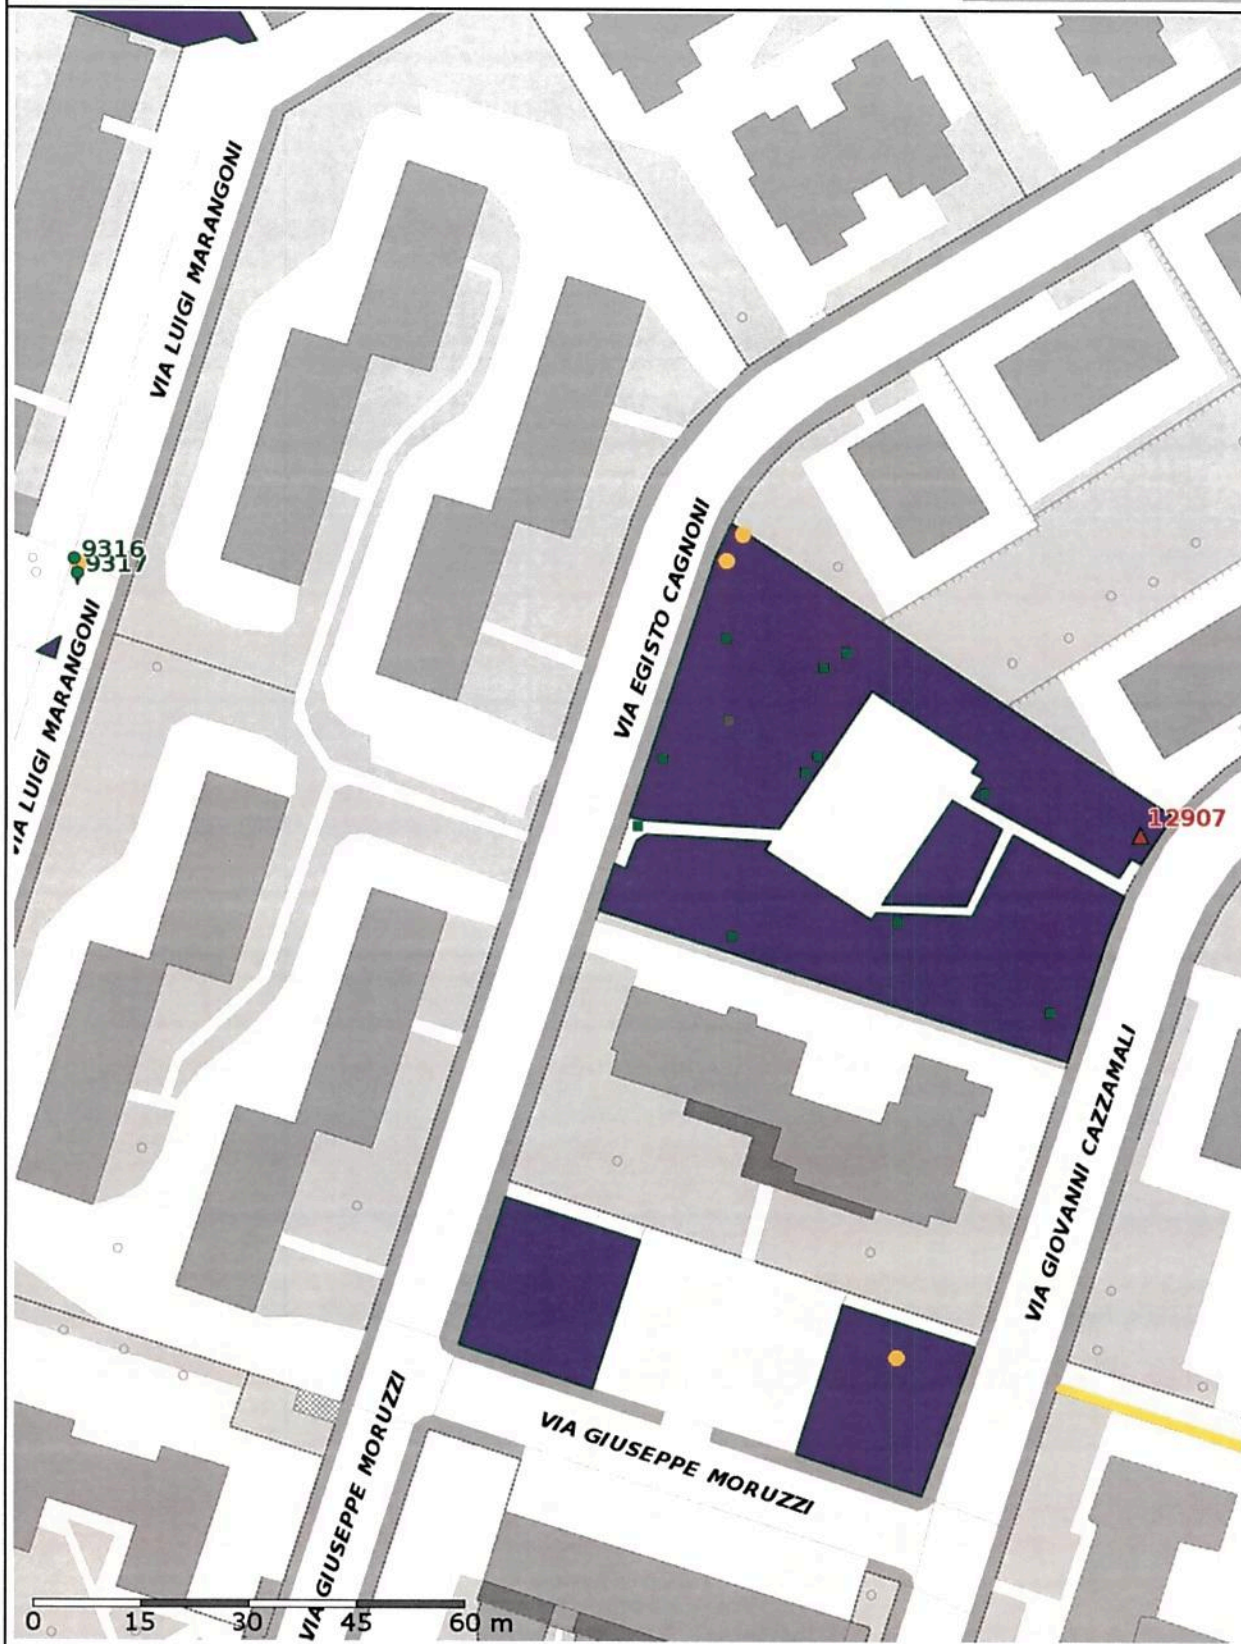 VIA LUIGI MARANGONI
9316
9317
VIA EGISTO CAGNONI
VIA LUIGI MARANGONI
12907
VIA GIOVANNI CAZZAMALI
VIA GIUSEPPE MORUZZI
VIA GIUSEPPE MORUZZI
0 15 30 45 60 m